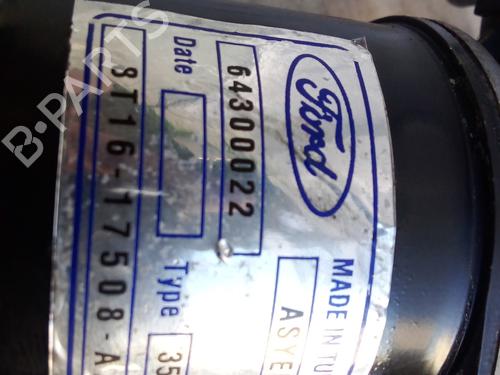 Ford
MADE IN TU
64300022
ASYE
Date
Type
35
8T16-17508-A
B-PARTS